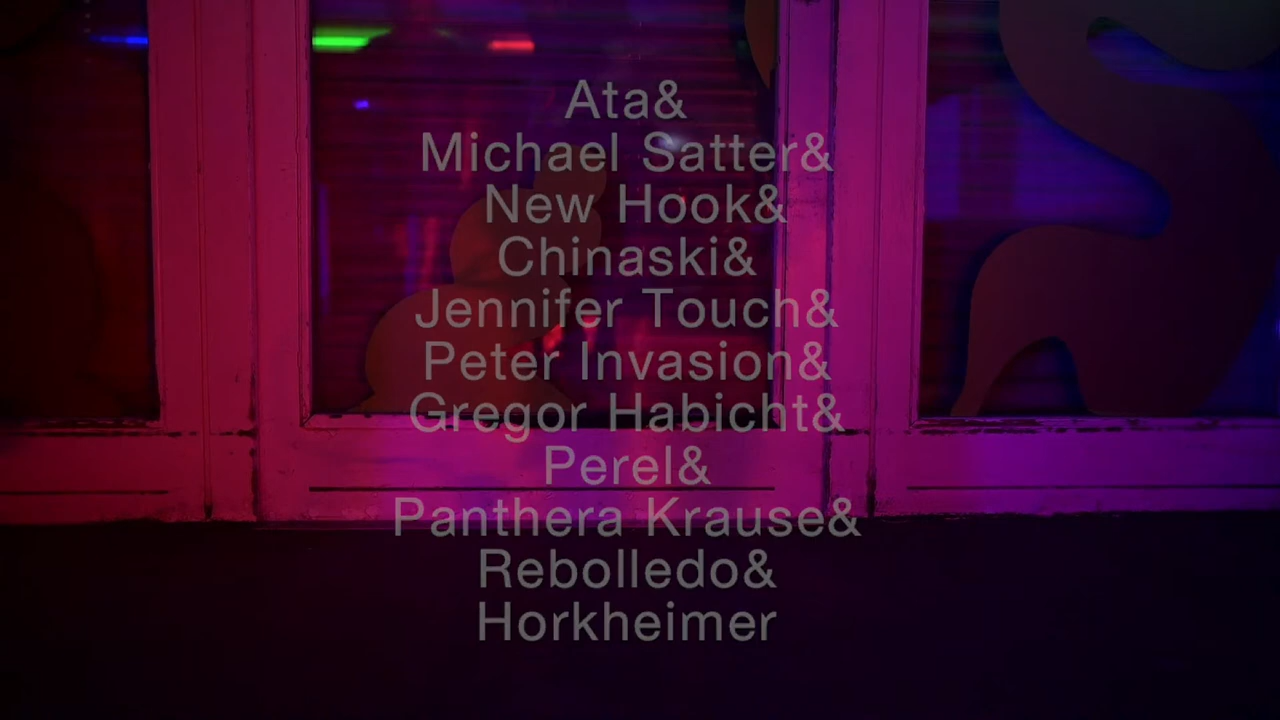 Ata&
Michael Satter&
New Hook&
Chinaski&
Jennifer Touch&
Peter Invasion&
Gregor Habicht&
Perel&
Panthera Krause&
Rebolledo&
Horkheimer